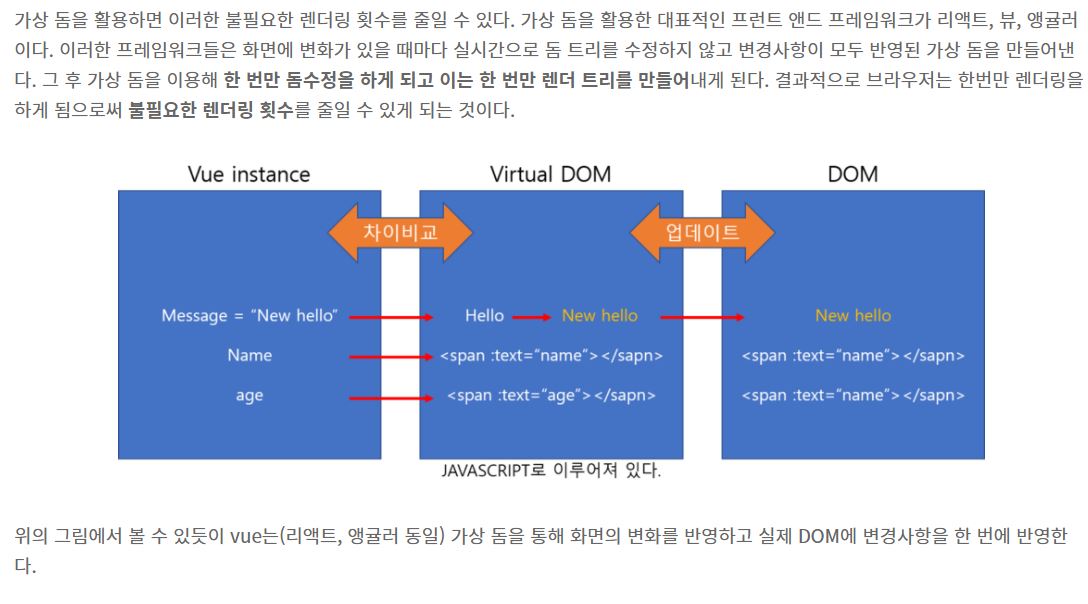 가상 돔을 활용하면 이러한 불필요한 렌더링 횟수를 줄일 수 있다. 가상 돔을 활용한 대표적인 프런트 앤드 프레임워크가 리액트, 뷰, 앵귤러
이다. 이러한 프레임워크들은 화면에 변화가 있을 때마다 실시간으로 돔 트리를 수정하지 않고 변경사항이 모두 반영된 가상 돔을 만들어낸
다. 그 후 가상 돔을 이용해 한 번만 돔수정을 하게 되고 이는 한 번만 렌더 트리를 만들어내게 된다. 결과적으로 브라우저는 한번만 렌더링을
하게 됨으로써 불필요한 렌더링 횟수를 줄일 수 있게 되는 것이다.
Vue instance
Virtual DOM
DOM
차이비교
업데이트
Message = “New hello”
Hello
New hello
New hello
Name
<span :text=“name”></sapn>
<span :text=“name”></sapn>
age
<span :text=“age”></sapn>
<span :text=“name”></sapn>
JAVASCRIPT로 이루어져 있다.
위의 그림에서 볼 수 있듯이 vue는(리액트, 앵귤러 동일) 가상 돔을 통해 화면의 변화를 반영하고 실제 DOM에 변경사항을 한 번에 반영한
다.